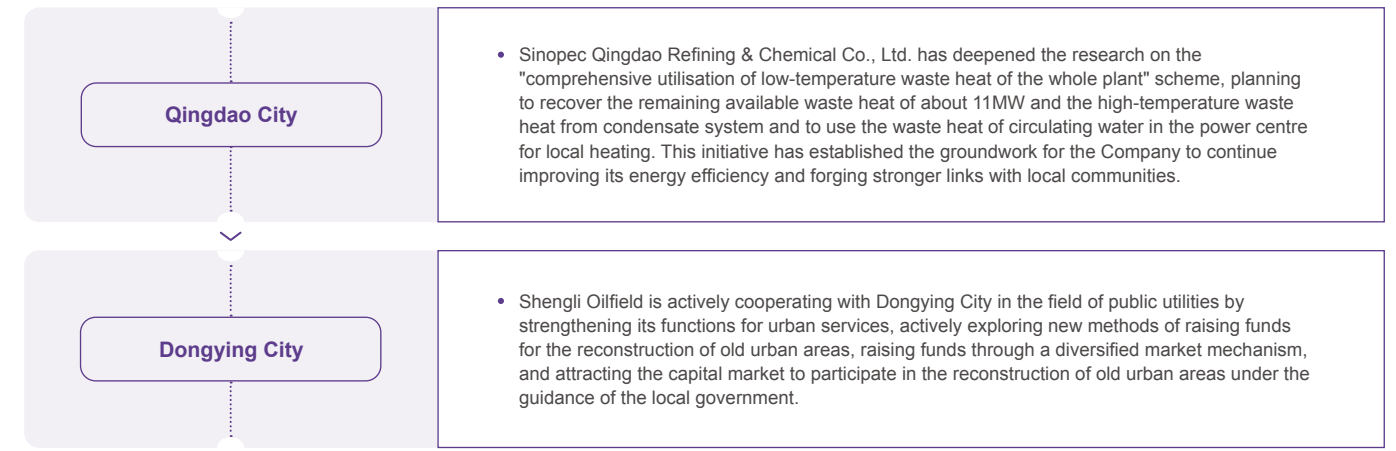 Qingdao City
• Sinopec Qingdao Refining & Chemical Co., Ltd. has deepened the research on the
"comprehensive utilisation of low-temperature waste heat of the whole plant" scheme, planning
to recover the remaining available waste heat of about 11MW and the high-temperature waste
heat from condensate system and to use the waste heat of circulating water in the power centre
for local heating. This initiative has established the groundwork for the Company to continue
improving its energy efficiency and forging stronger links with local communities.
Dongying City
• Shengli Oilfield is actively cooperating with Dongying City in the field of public utilities by
strengthening its functions for urban services, actively exploring new methods of raising funds
for the reconstruction of old urban areas, raising funds through a diversified market mechanism,
and attracting the capital market to participate in the reconstruction of old urban areas under the
guidance of the local government.